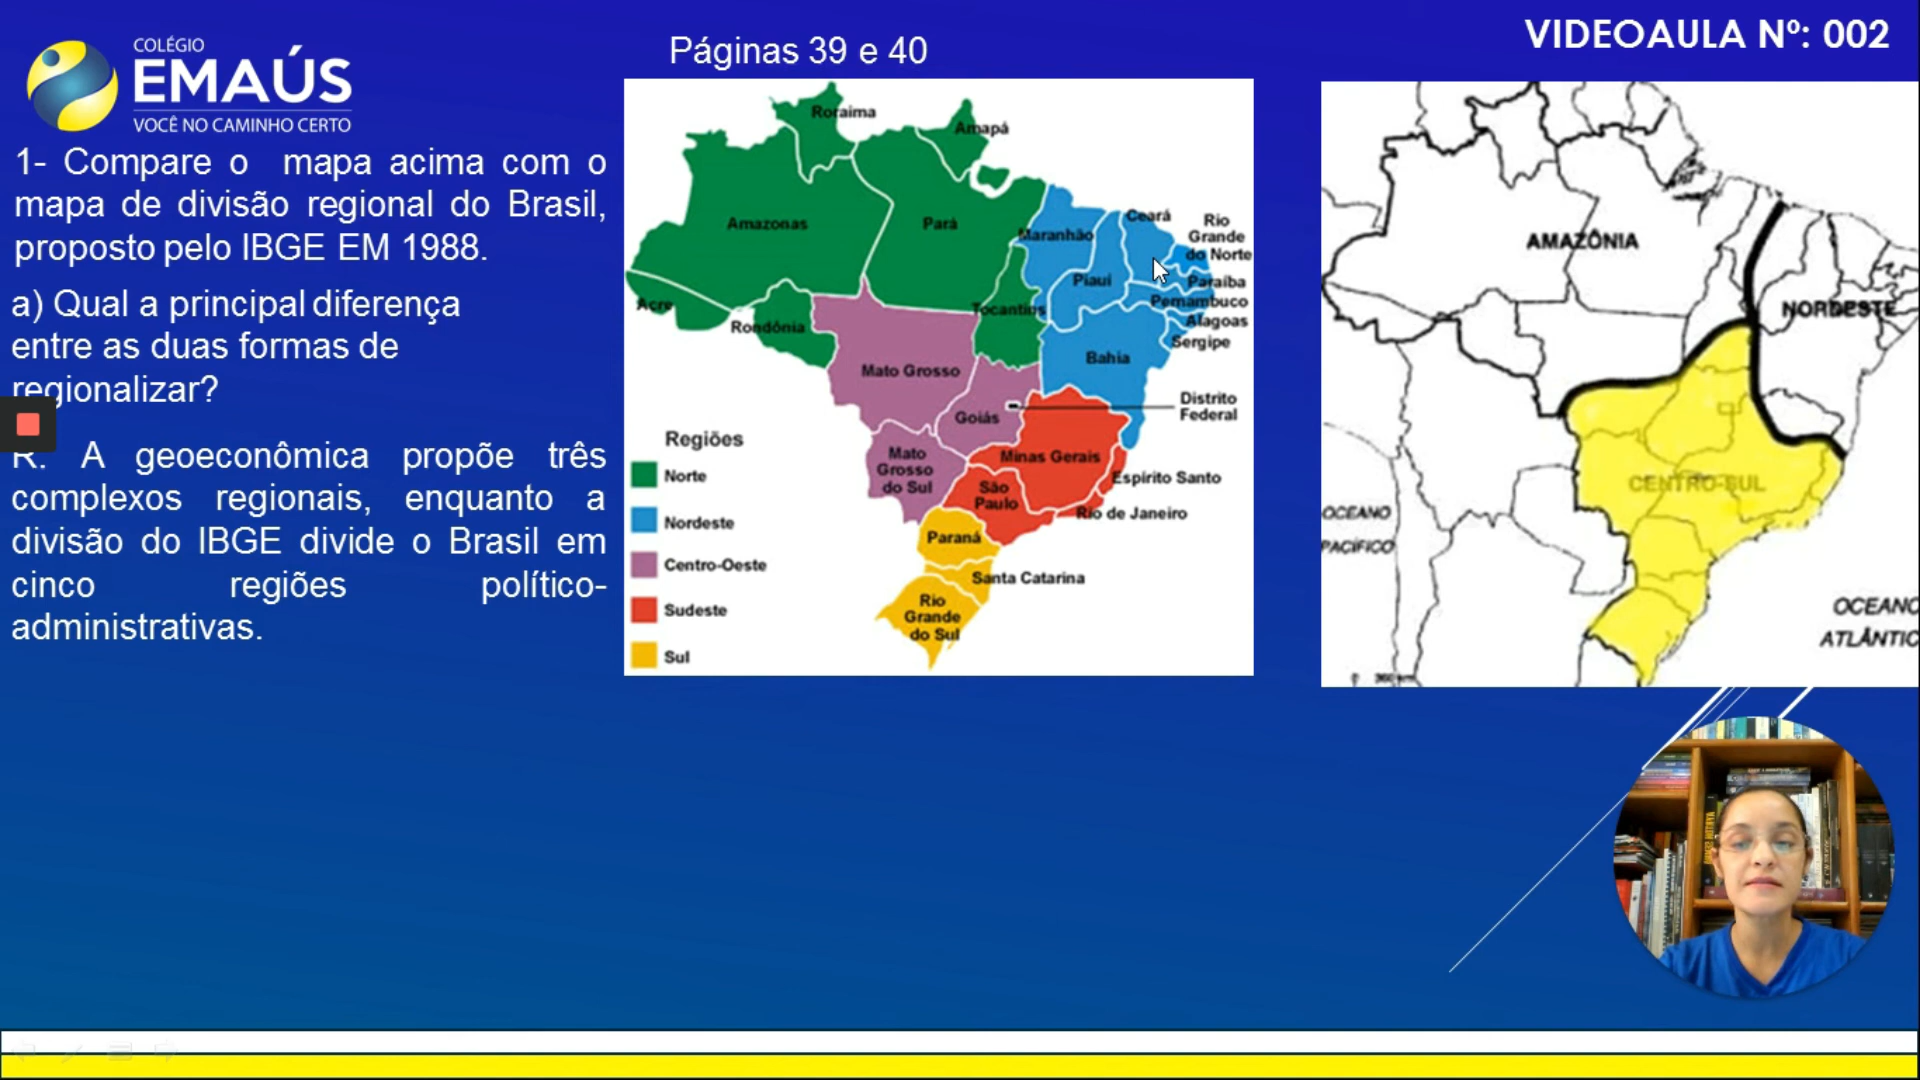 COLÉGIO
EMAÚS
VOCÊ NO CAMINHO CERTO
Páginas 39 e 40
VIDEOAULA Nº: 002
1- Compare o mapa acima com o
mapa de divisão regional do Brasil,
proposto pelo IBGE EM 1988.
a) Qual a principal diferença
entre as duas formas de
regionalizar?
R. A geoeconômica propõe três
complexos regionais, enquanto a
divisão do IBGE divide o Brasil em
cinco regiões político-
administrativas.
Roraima
Amapá
Amazonas
Pará
Maranhão
Ceará
Rio
Grande
do Norte
Piauí
Paraíba
Pernambuco
Acre
Tocantins
Alagoas
Rondônia
Sergipe
Bahia
Mato Grosso
Distrito
Federal
Goiás
Mato
Grosso
do Sul
Minas Gerais
Espírito Santo
São
Paulo
Rio de Janeiro
Paraná
Santa Catarina
Rio
Grande
do Sul
Regiões
Norte
Nordeste
Centro-Oeste
Sudeste
Sul
AMAZÔNIA
NORDESTE
CENTRO-SUL
OCEANO
PACÍFICO
OCEANO
ATLÂNTIC
0